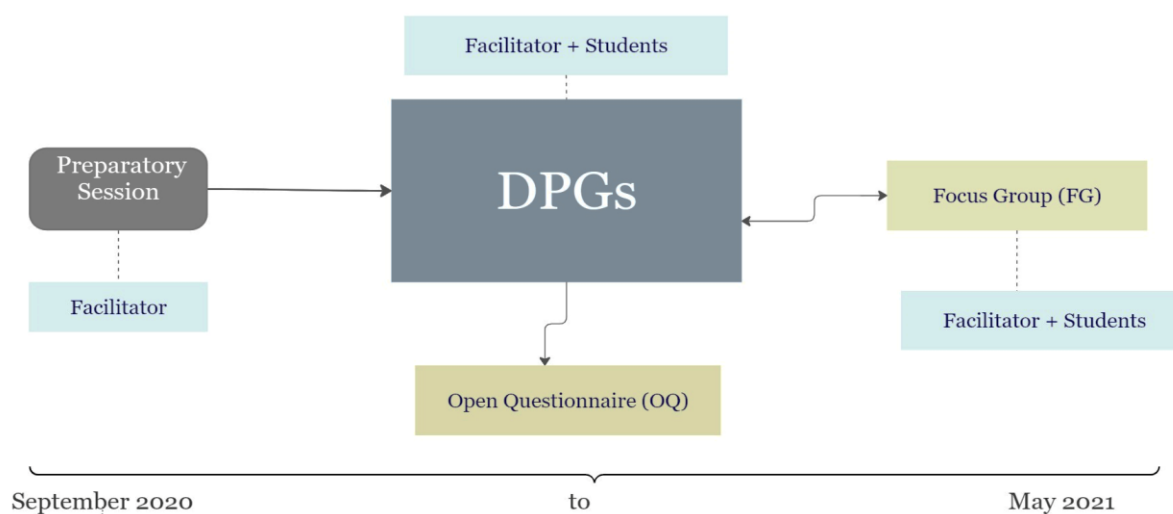 Facilitator + Students
Preparatory
Session
DPGs
Focus Group (FG)
Facilitator
Facilitator + Students
Open Questionnaire (OQ)
September 2020 to May 2021